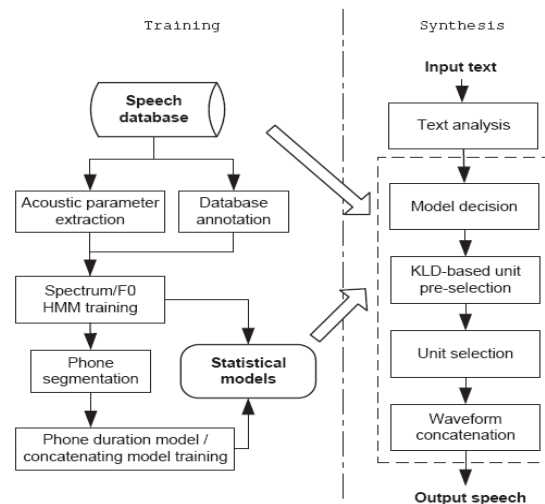 Training
Synthesis
Speech
database
Acoustic parameter
extraction
Database
annotation
Spectrum/F0
HMM training
Phone
segmentation
Statistical
models
Phone duration model /
concatenating model training
Input text
Text analysis
Model decision
KLD-based unit
pre-selection
Unit selection
Waveform
concatenation
Output speech